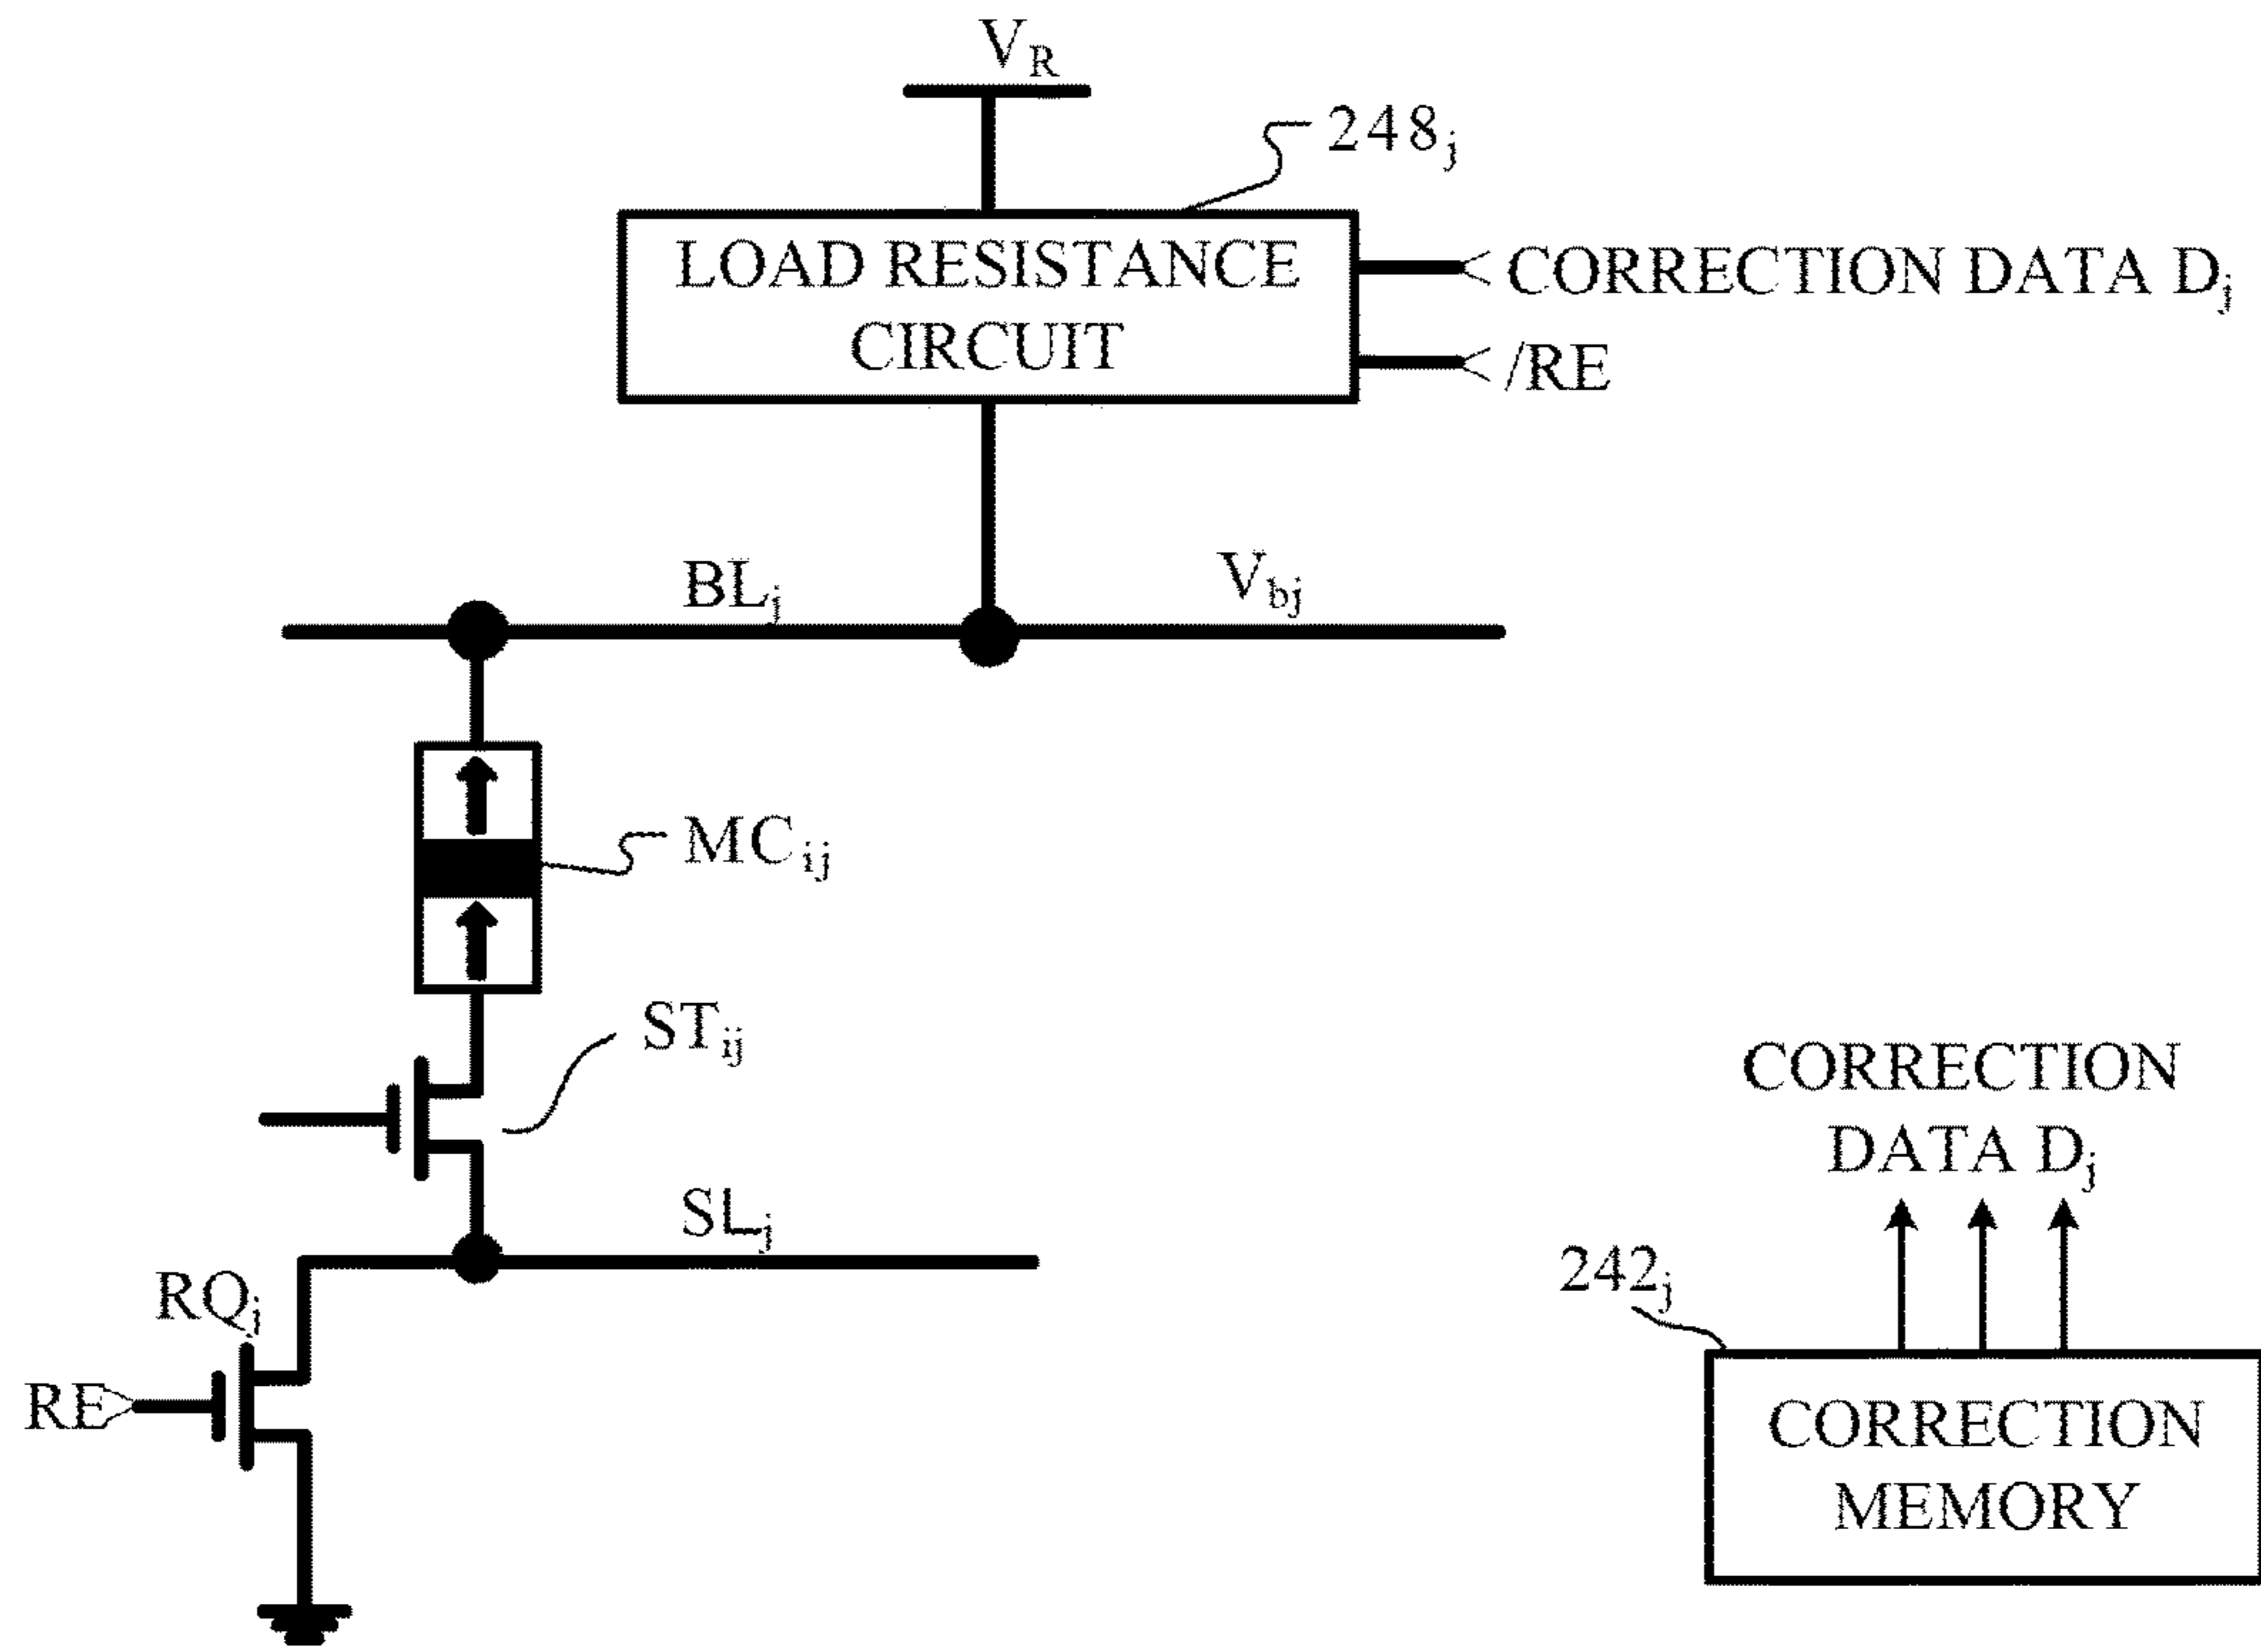 V_R
248_j
LOAD RESISTANCE
CIRCUIT
CORRECTION DATA D_j
/RE
BL_j
V_bj
MC_ij
ST_ij
CORRECTION
DATA D_j
SL_j
242_j
RQ_j
RE
CORRECTION
MEMORY